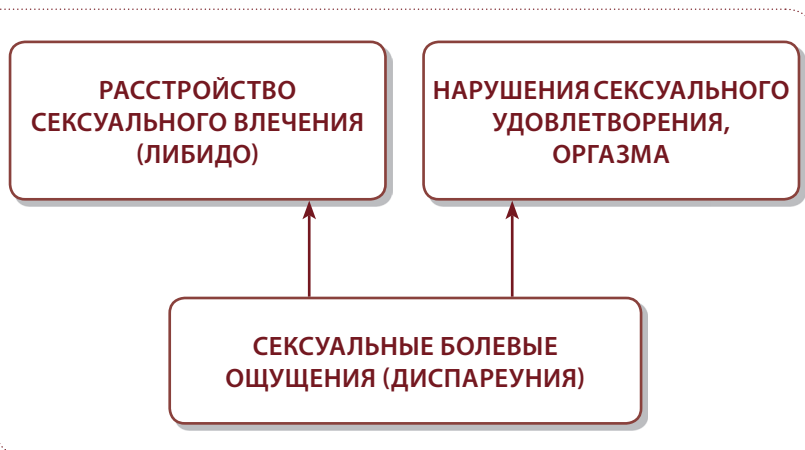 РАССТРОЙСТВО
СЕКСУАЛЬНОГО ВЛЕЧЕНИЯ
(ЛИБИДО)
НАРУШЕНИЯ СЕКСУАЛЬНОГО
УДОВЛЕТВОРЕНИЯ,
ОРГАЗМА
СЕКСУАЛЬНЫЕ БОЛЕВЫЕ
ОЩУЩЕНИЯ (ДИСПАРЕУНИЯ)